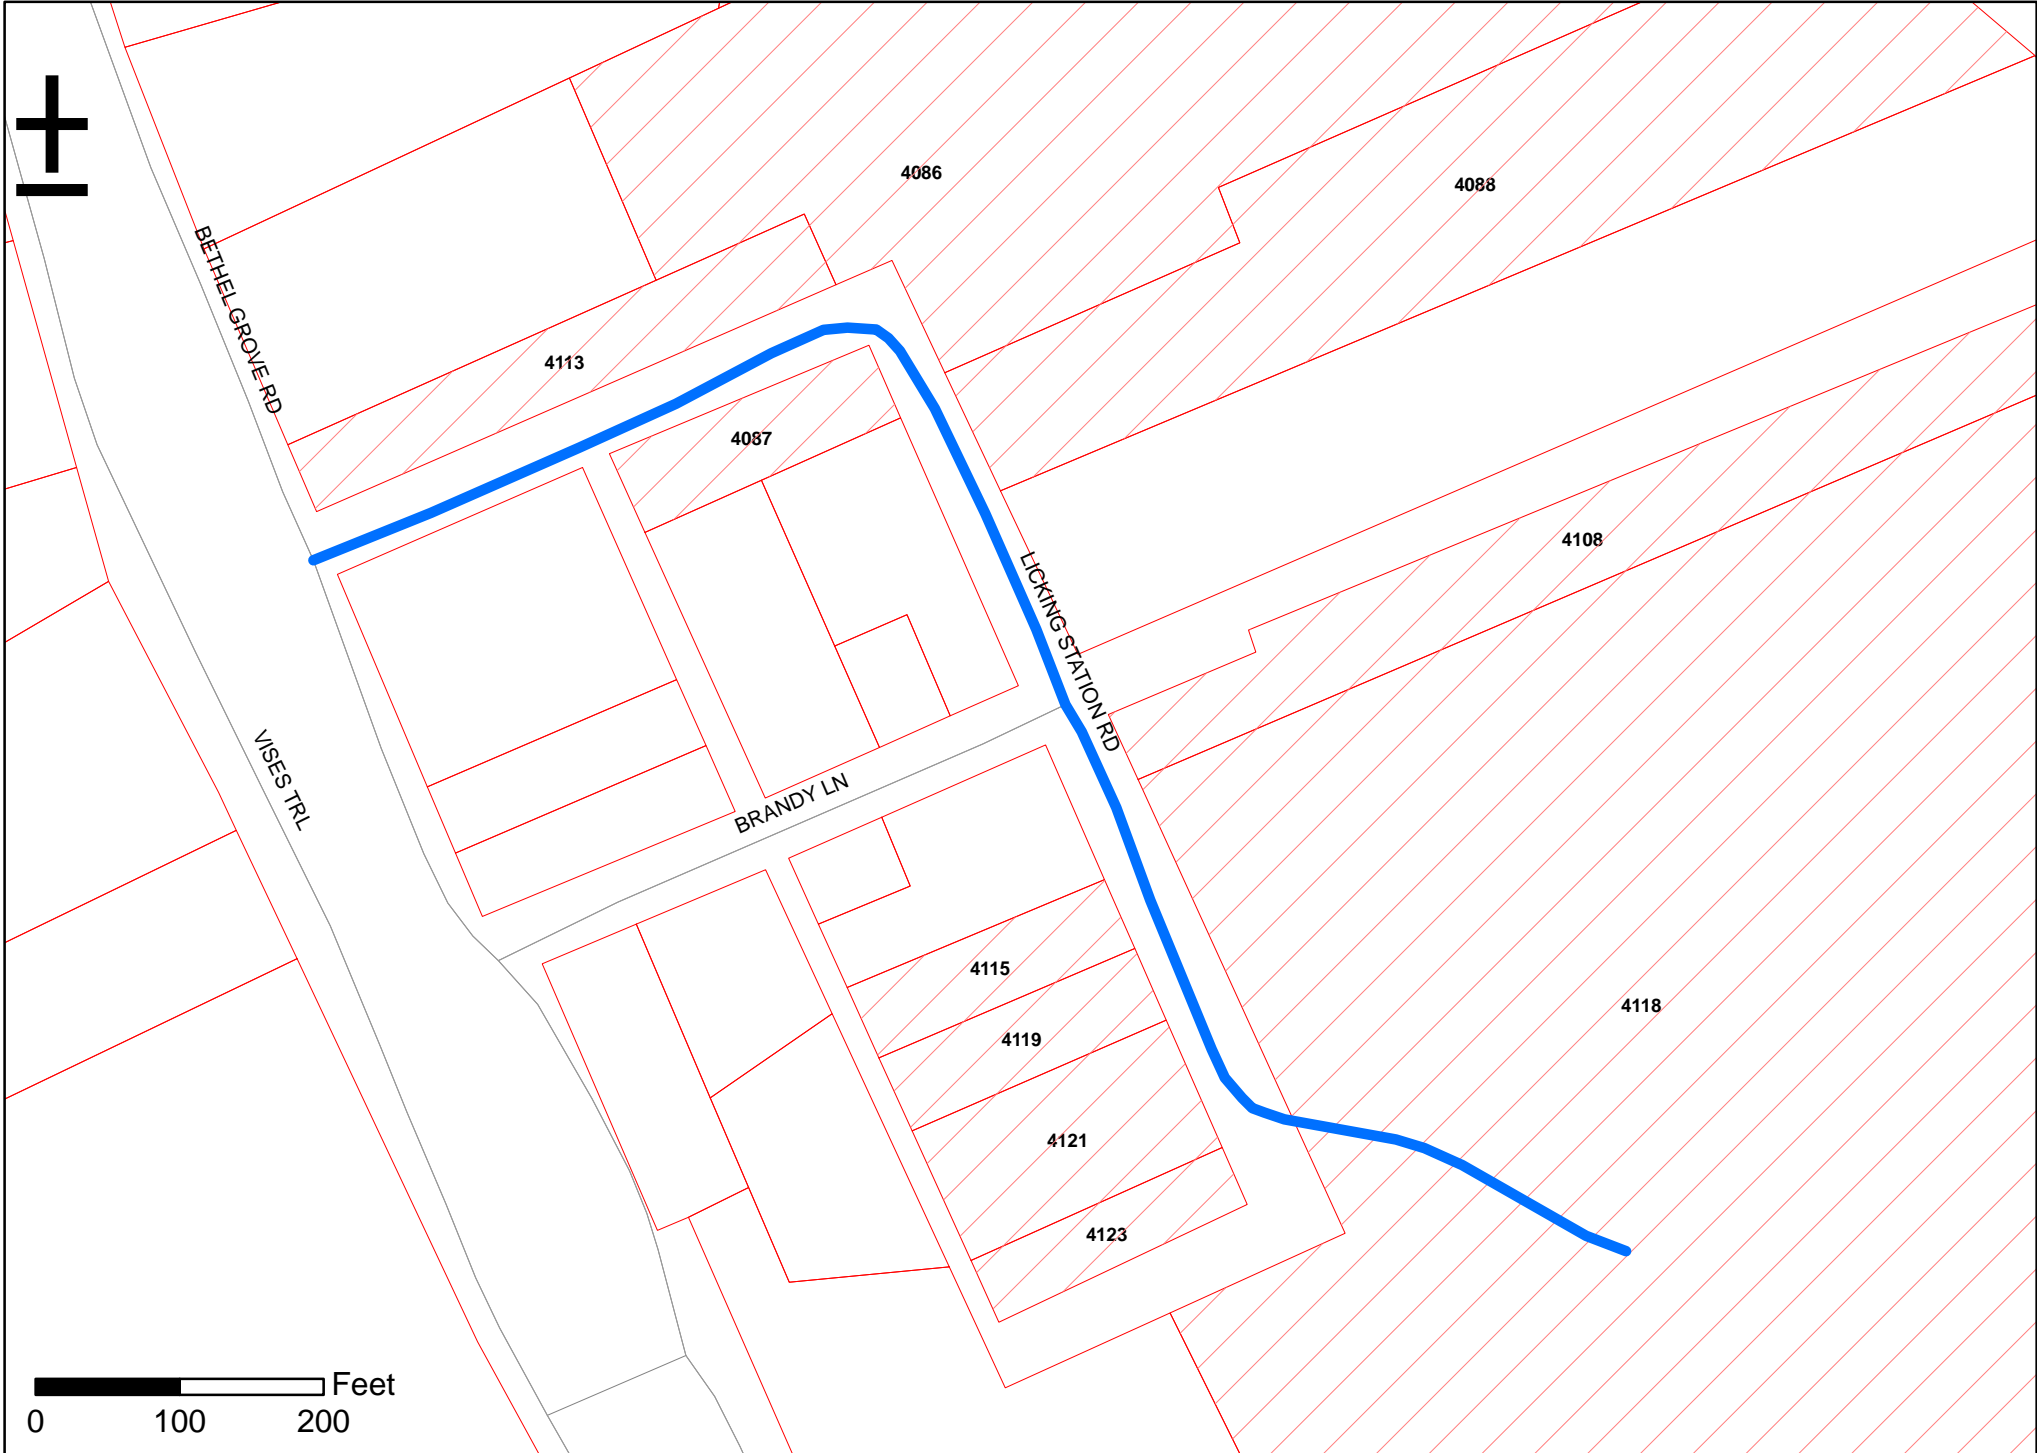 4086
4088
BETHEL GROVE RD
4113
4087
4108
LICKING STATION RD
VISES TRL
BRANDY LN
4115
4118
4119
4121
4123
Feet
0 100 200